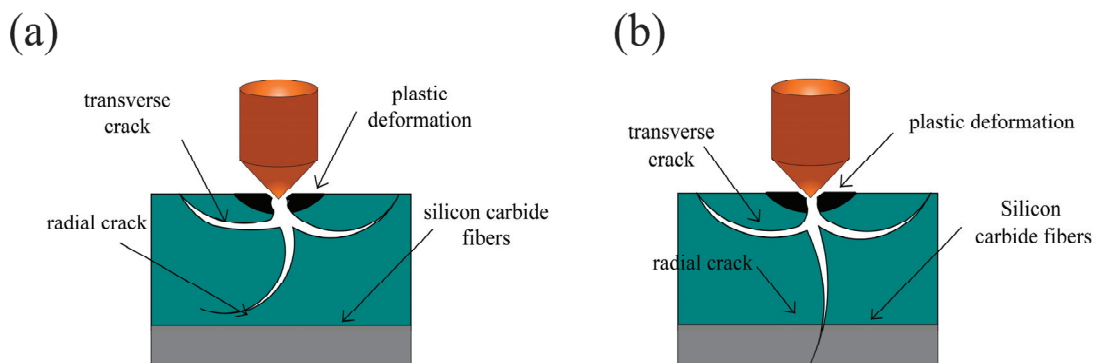 (a)
transverse
crack
plastic
deformation
radial crack
silicon carbide
fibers
(b)
transverse
crack
plastic deformation
radial crack
Silicon
carbide fibers